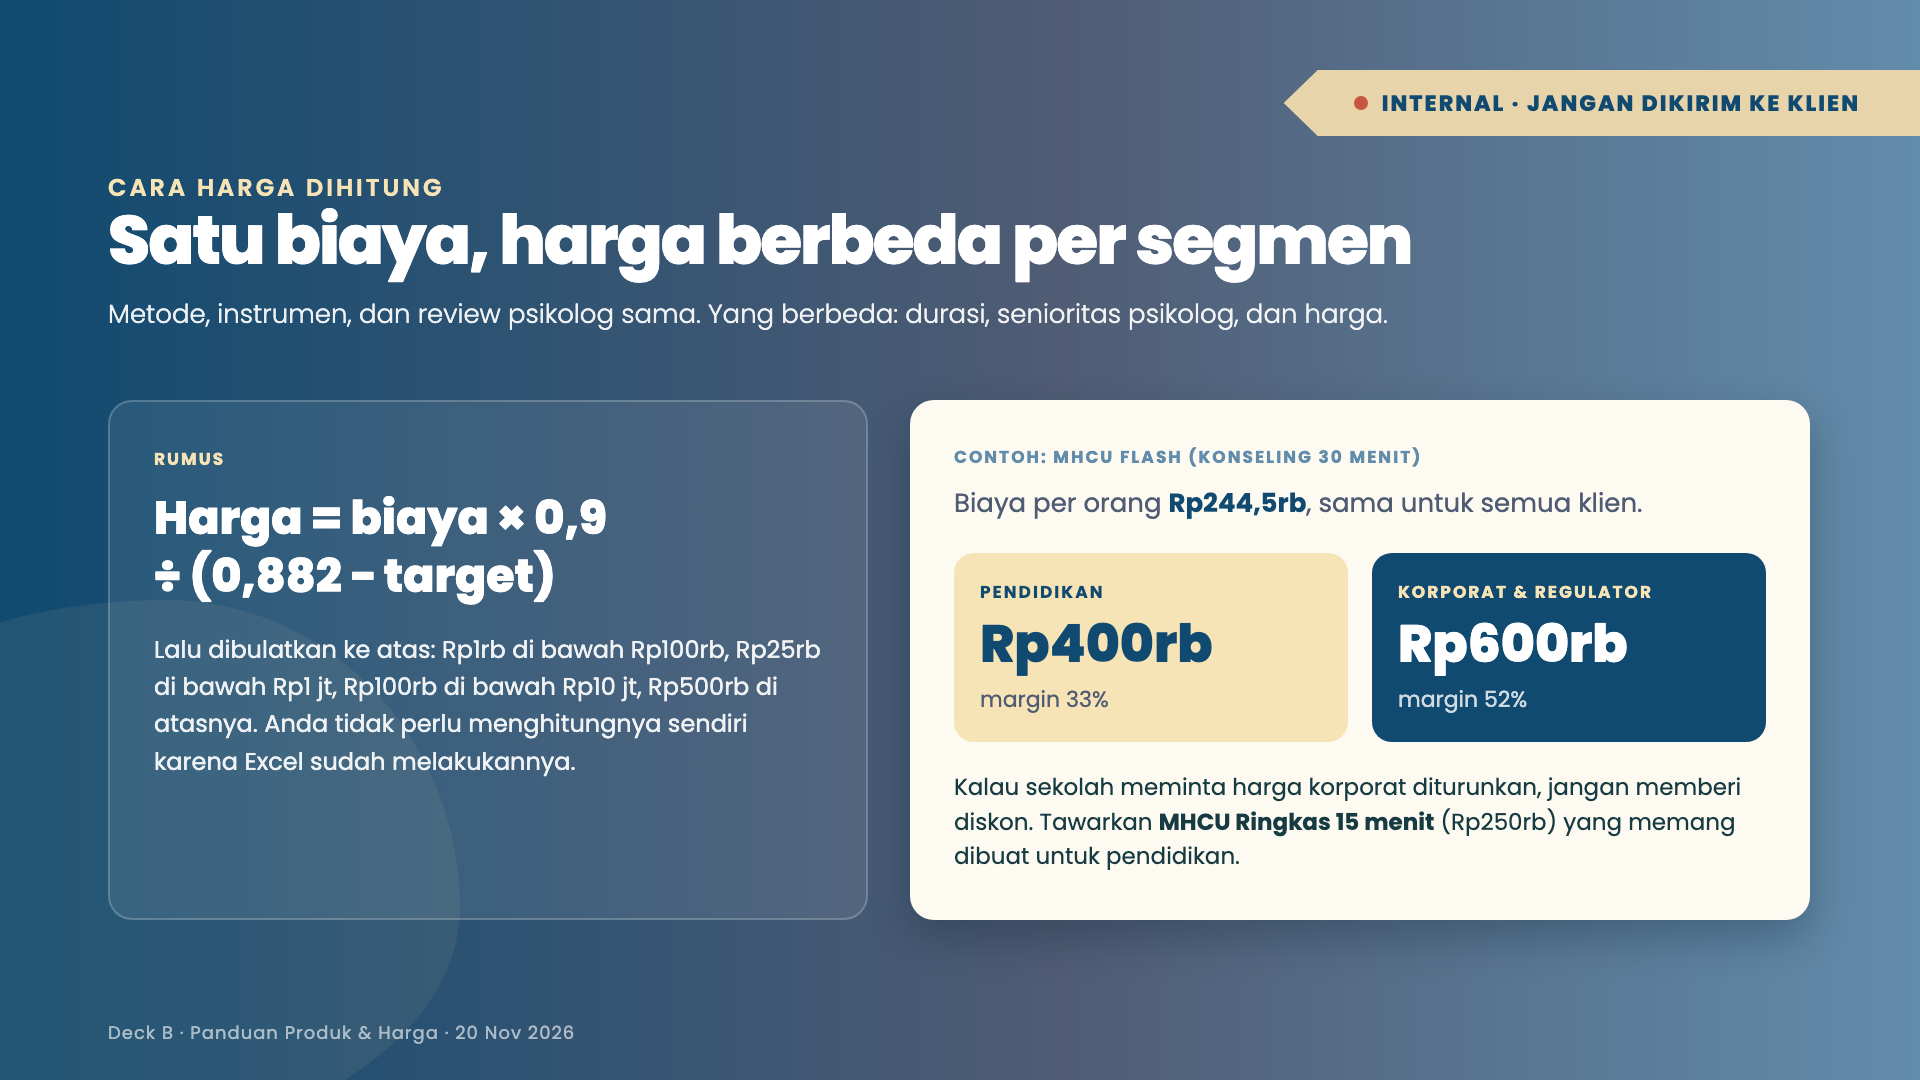 INTERNAL · JANGAN DIKIRIM KE KLIEN
CARA HARGA DIHITUNG
Satu biaya, harga berbeda per segmen
Metode, instrumen, dan review psikolog sama. Yang berbeda: durasi, senioritas psikolog, dan harga.
RUMUS
Harga = biaya × 0,9
÷ (0,882 − target)
Lalu dibulatkan ke atas: Rp1rb di bawah Rp100rb, Rp25rb
di bawah Rp1 jt, Rp100rb di bawah Rp10 jt, Rp500rb di
atasnya. Anda tidak perlu menghitungnya sendiri
karena Excel sudah melakukannya.
CONTOH: MHCU FLASH (KONSELING 30 MENIT)
Biaya per orang Rp244,5rb, sama untuk semua klien.
PENDIDIKAN
Rp400rb
margin 33%
KORPORAT & REGULATOR
Rp600rb
margin 52%
Kalau sekolah meminta harga korporat diturunkan, jangan memberi
diskon. Tawarkan MHCU Ringkas 15 menit (Rp250rb) yang memang
dibuat untuk pendidikan.
Deck B · Panduan Produk & Harga · 20 Nov 2026